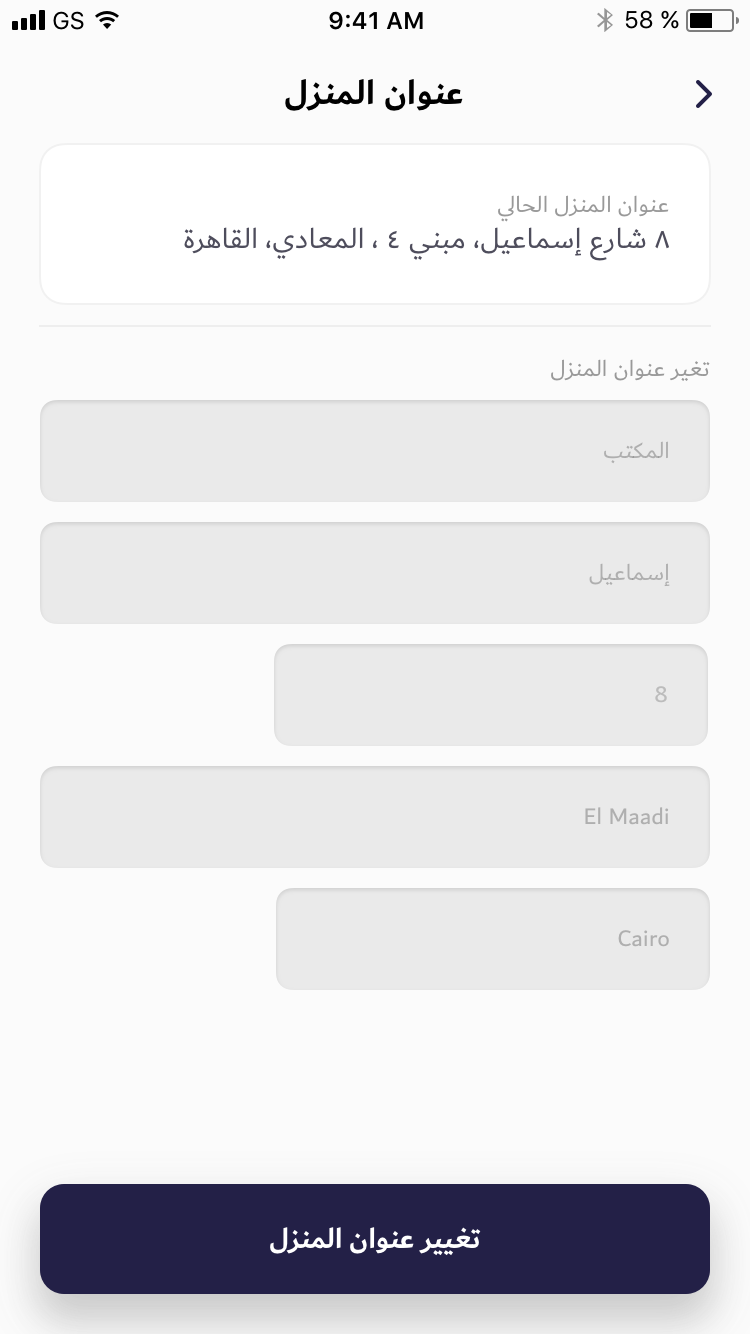 GS 9:41 AM 58 %
عنوان المنزل
عنوان المنزل الحالي
٨ شارع إسماعيل، مبني ٤ ، المعادي، القاهرة
تغير عنوان المنزل
المكتب
إسماعيل
8
El Maadi
Cairo
تغيير عنوان المنزل